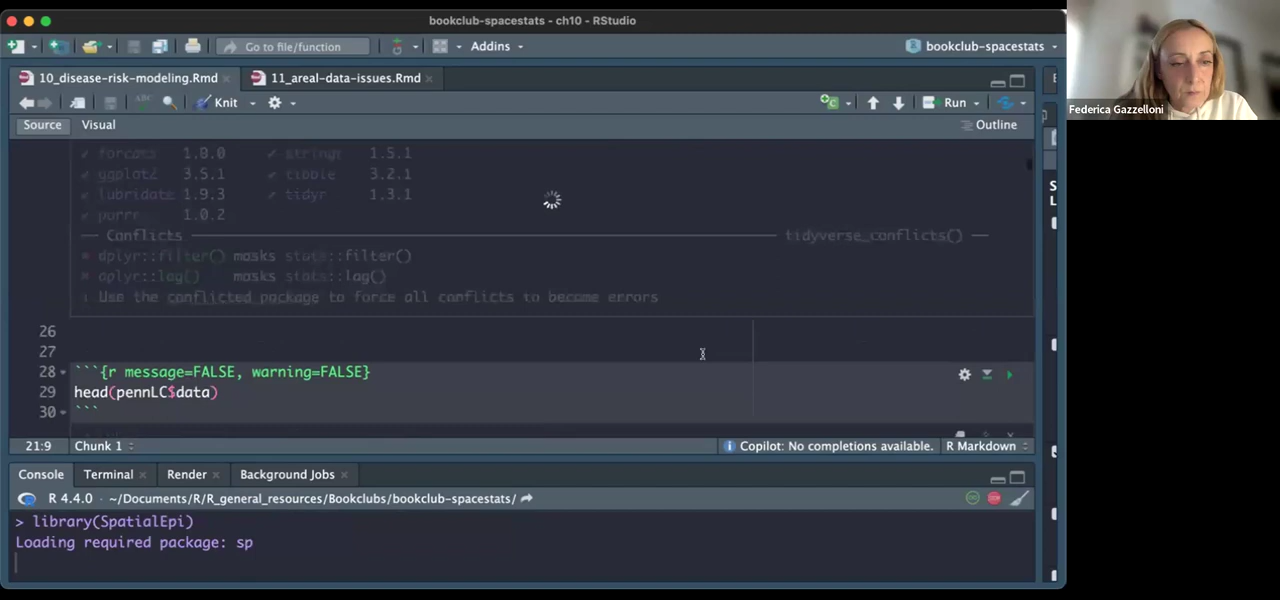 bookclub-spacestats - ch10 - RStudio
Go to file/function
Addins
bookclub-spacestats
10_disease-risk-modeling.Rmd
11_areal-data-issues.Rmd
Knit
Run
Source Visual
Outline
forcats 1.0.0 stringr 1.5.1
ggplot2 3.5.1 tibble 3.2.1
lubridate 1.9.3 tidyr 1.3.1
purrr 1.0.2
Conflicts tidyverse_conflicts()
dplyr::filter() masks stats::filter()
dplyr::lag() masks stats::lag()
Use the conflicted package to force all conflicts to become errors
26
27
28 ```{r message=FALSE, warning=FALSE}
29 head(pennLC$data)
30 ```
21:9 Chunk 1 Copilot: No completions available. R Markdown
Console Terminal Render Background Jobs
R 4.4.0 · ~/Documents/R/R_general_resources/Bookclubs/bookclub-spacestats/
> library(SpatialEpi)
Loading required package: sp
Federica Gazzelloni